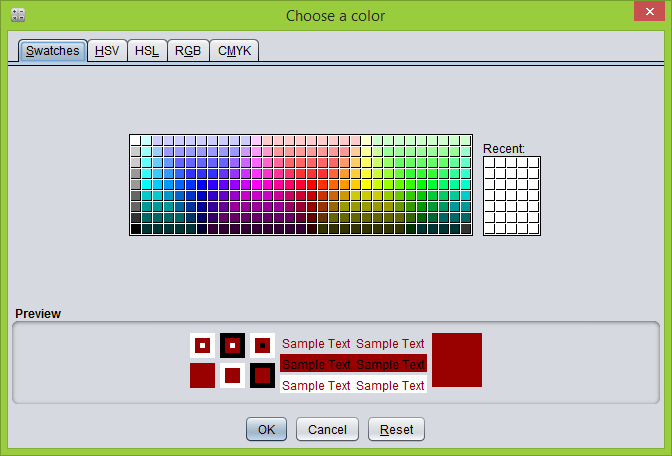 Choose a color
Swatches HSV HSL RGB CMYK
Recent:
Preview
Sample Text Sample Text
Sample Text Sample Text
Sample Text Sample Text
OK Cancel Reset